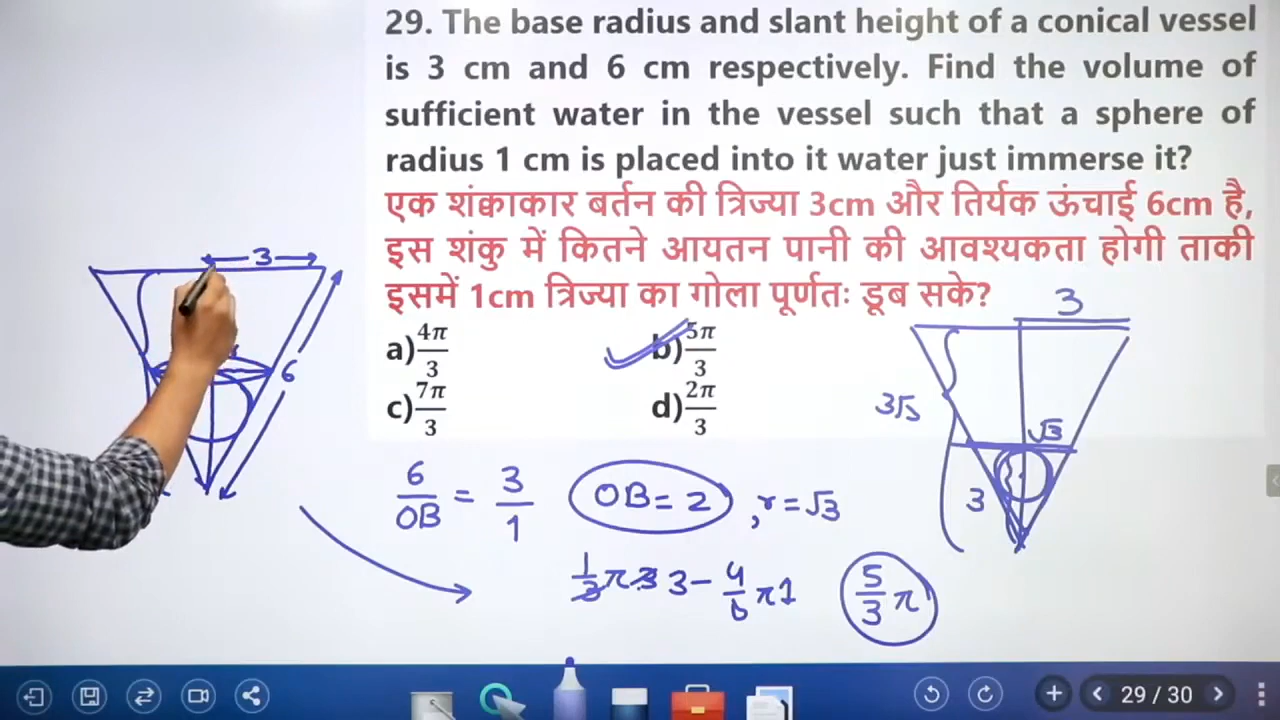 29. The base radius and slant height of a conical vessel
is 3 cm and 6 cm respectively. Find the volume of
sufficient water in the vessel such that a sphere of
radius 1 cm is placed into it water just immerse it?
एक शंक्वाकार बर्तन की त्रिज्या 3cm और तिर्यक ऊंचाई 6cm है,
इस शंकु में कितने आयतन पानी की आवश्यकता होगी ताकी
इसमें 1cm त्रिज्या का गोला पूर्णतः डूब सके?
a) 4π/3 b) 5π/3
c) 7π/3 d) 2π/3
3
6
3
3√3
√3
3
6/OB = 3/1 OB = 2 , r = √3
5/3 π
29 / 30